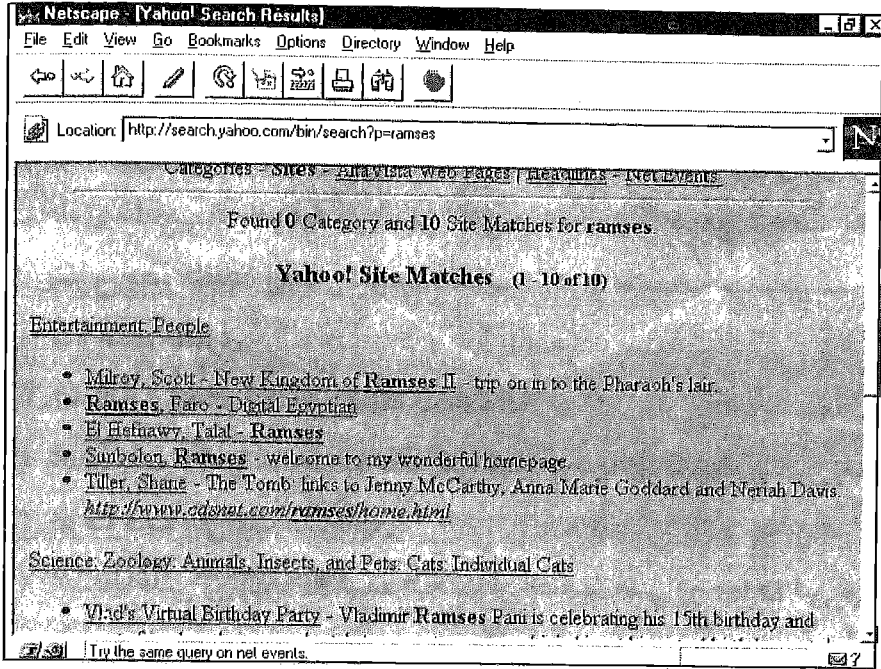 Netscape - [Yahoo! Search Results]
File Edit View Go Bookmarks Options Directory Window Help
Location: http://search.yahoo.com/bin/search?p=ramses
N
Categories - Sites - AltaVista Web Pages | Headlines - Net Events
Found 0 Category and 10 Site Matches for ramses.
Yahoo! Site Matches (1 - 10 of 10)
Entertainment: People
Milroy, Scott - New Kingdom of Ramses II - trip on in to the Pharaoh's lair.
Ramses, Faro - Digital Egyptian
El Hefnawy, Talal - Ramses
Simbolon, Ramses - welcome to my wonderful homepage
Tiller, Shane - The Tomb: links to Jenny McCarthy, Anna Marie Goddard and Neriah Davis.
http://www.cdsnet.com/ramses/home.html
Science: Zoology: Animals, Insects, and Pets: Cats: Individual Cats
Vlad's Virtual Birthday Party - Vladimir Ramses Pani is celebrating his 15th birthday and
Try the same query on net events.